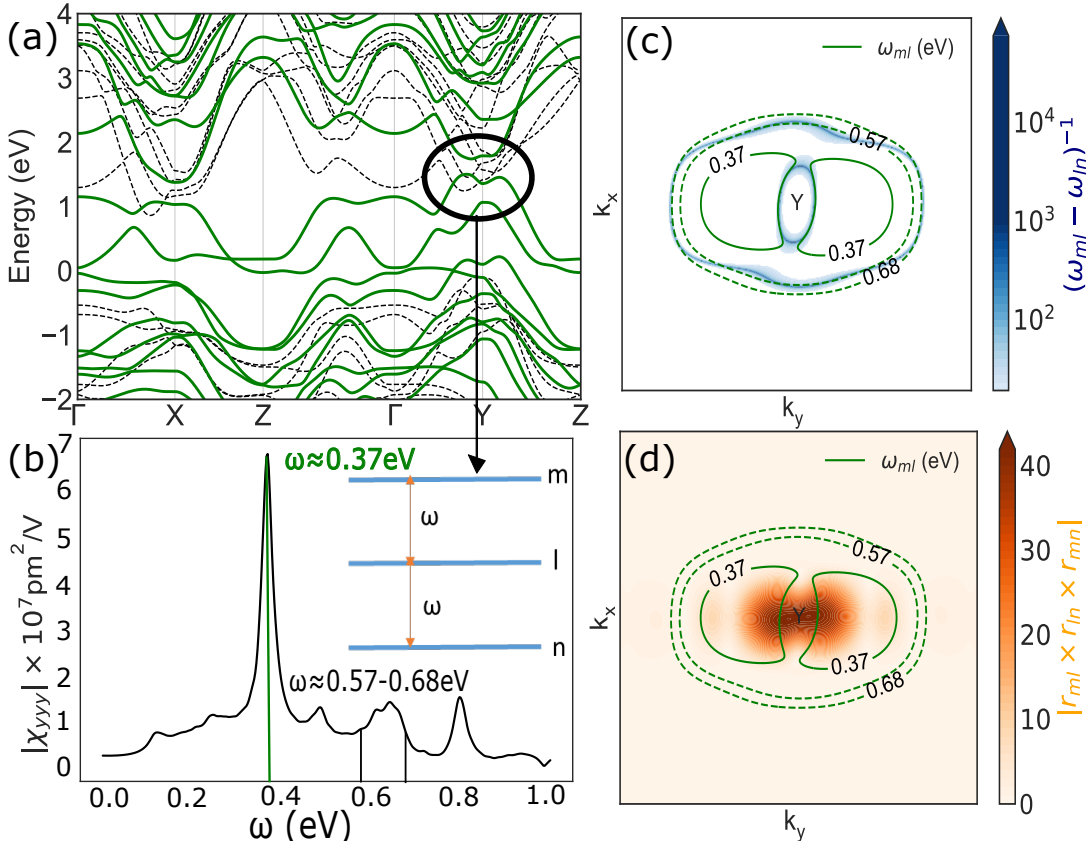 (a)
Energy (eV)
4
3
2
1
0
−1
−2
Γ
X
Z
Γ
Y
Z
(b)
|χyyy| × 10⁷pm²/V
7
6
5
4
3
2
1
0
ω≈0.37eV
m
ω
l
ω
n
ω≈0.57-0.68eV
0.0 0.2 0.4 0.6 0.8 1.0
ω (eV)
(c)
ωml (eV)
0.57
0.37
Y
0.37
0.68
kx
ky
10⁴
10³
10²
(ωml − ωln)⁻¹
(d)
ωml (eV)
0.57
0.37
Y
0.37
0.68
kx
ky
40
30
20
10
0
|rml × rln × rmn|